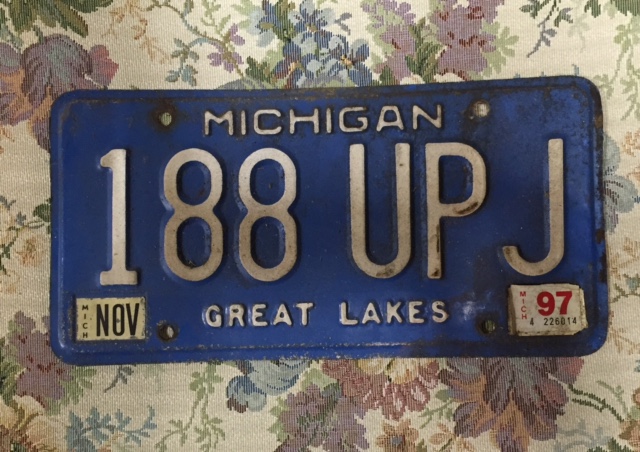 MICHIGAN
188 UPJ
MICH NOV
GREAT LAKES
MICH 97
4 226014